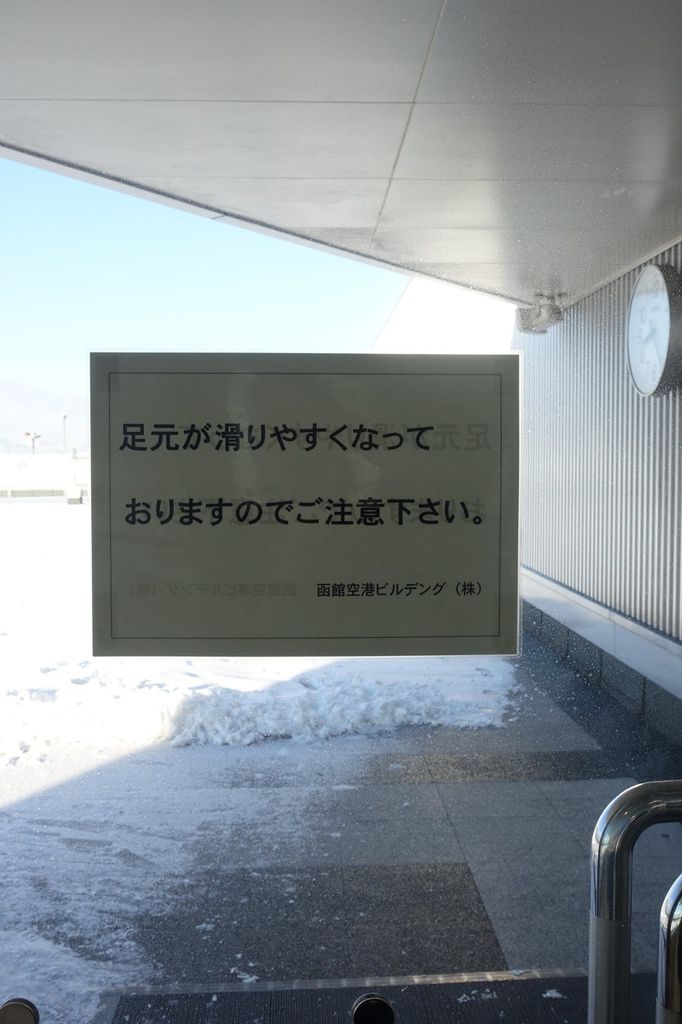 足元が滑りやすくなって
おりますのでご注意下さい。
函館空港ビルデング（株）